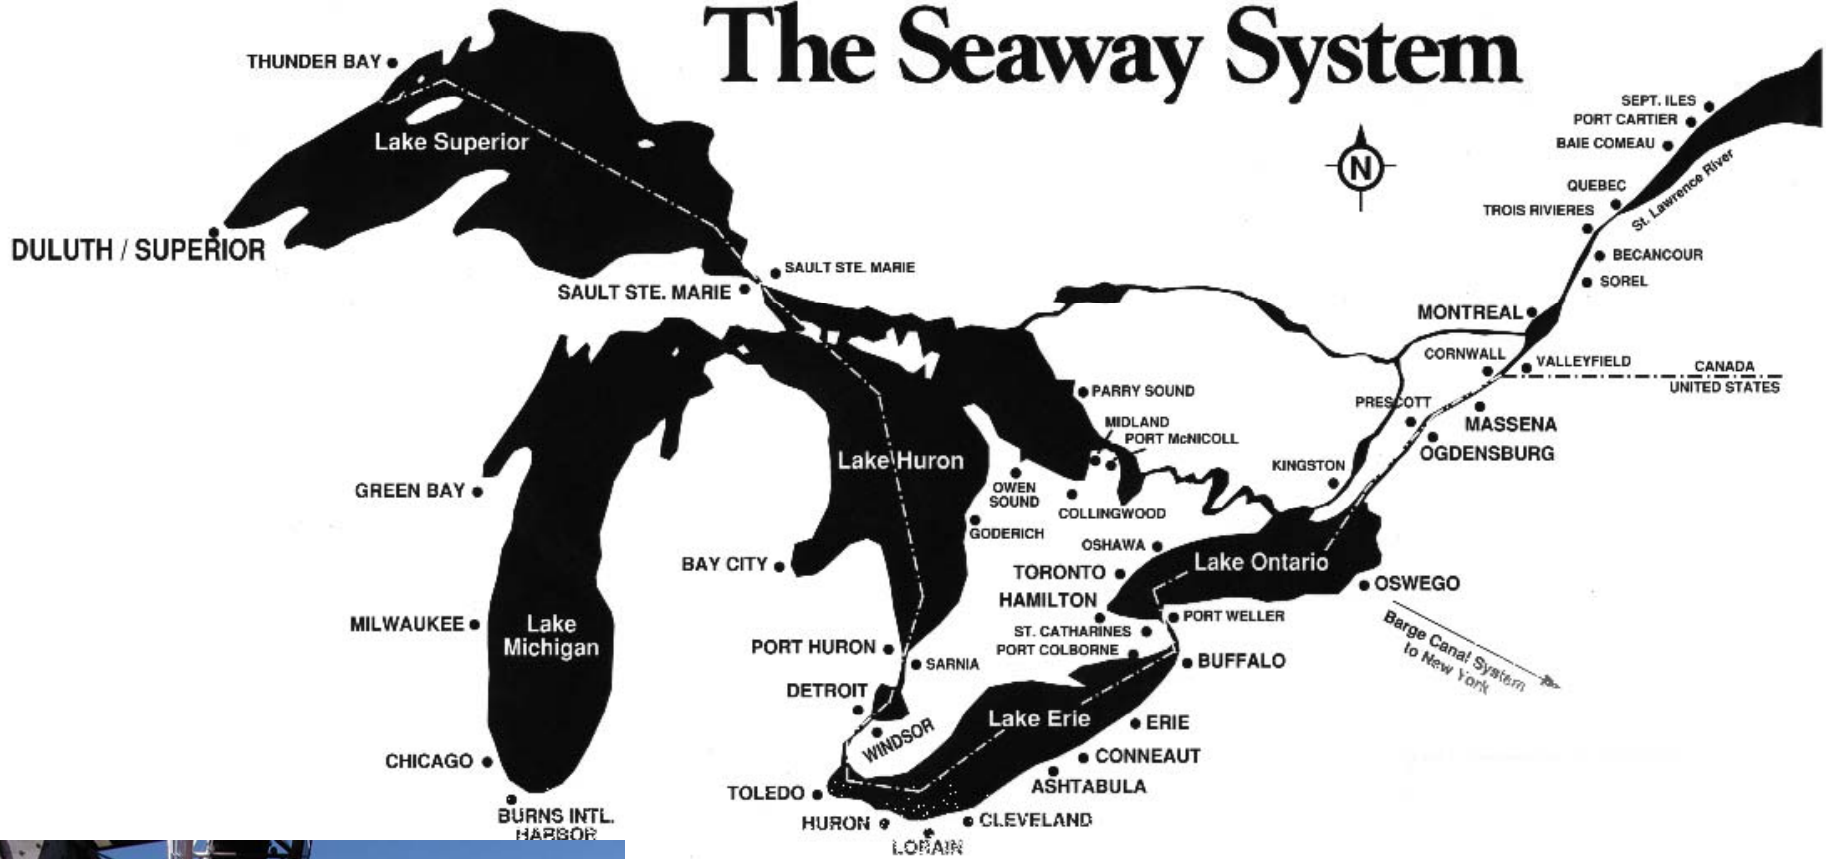 The Seaway System
THUNDER BAY
Lake Superior
DULUTH / SUPERIOR
SAULT STE. MARIE
SAULT STE. MARIE
N
SEPT. ILES
PORT CARTIER
BAIE COMEAU
QUEBEC
St. Lawrence River
TROIS RIVIERES
BECANCOUR
SOREL
MONTREAL
CORNWALL
VALLEYFIELD
CANADA
UNITED STATES
PRESCOTT
MASSENA
OGDENSBURG
KINGSTON
PARRY SOUND
MIDLAND
PORT McNICOLL
Lake Huron
OWEN
SOUND
COLLINGWOOD
GODERICH
GREEN BAY
BAY CITY
OSHAWA
Lake Ontario
TORONTO
HAMILTON
OSWEGO
Barge Canal System
to New York
PORT WELLER
ST. CATHARINES
PORT COLBORNE
BUFFALO
MILWAUKEE
Lake
Michigan
PORT HURON
SARNIA
DETROIT
WINDSOR
Lake Erie
ERIE
CONNEAUT
ASHTABULA
CHICAGO
BURNS INTL.
HARBOR
TOLEDO
HURON
CLEVELAND
LORAIN